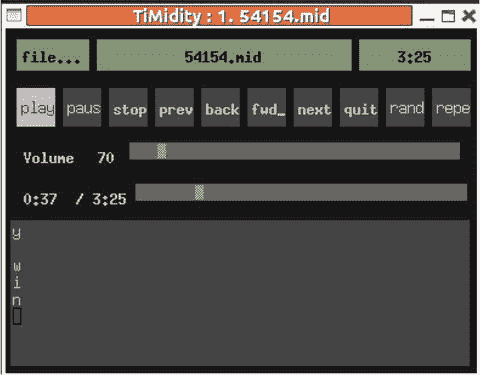 TiMidity : 1. 54154.mid
file... 54154.mid 3:25
play paus stop prev back fwd_ next quit rand repe
Volume 70
0:37 / 3:25
y
w
i
n